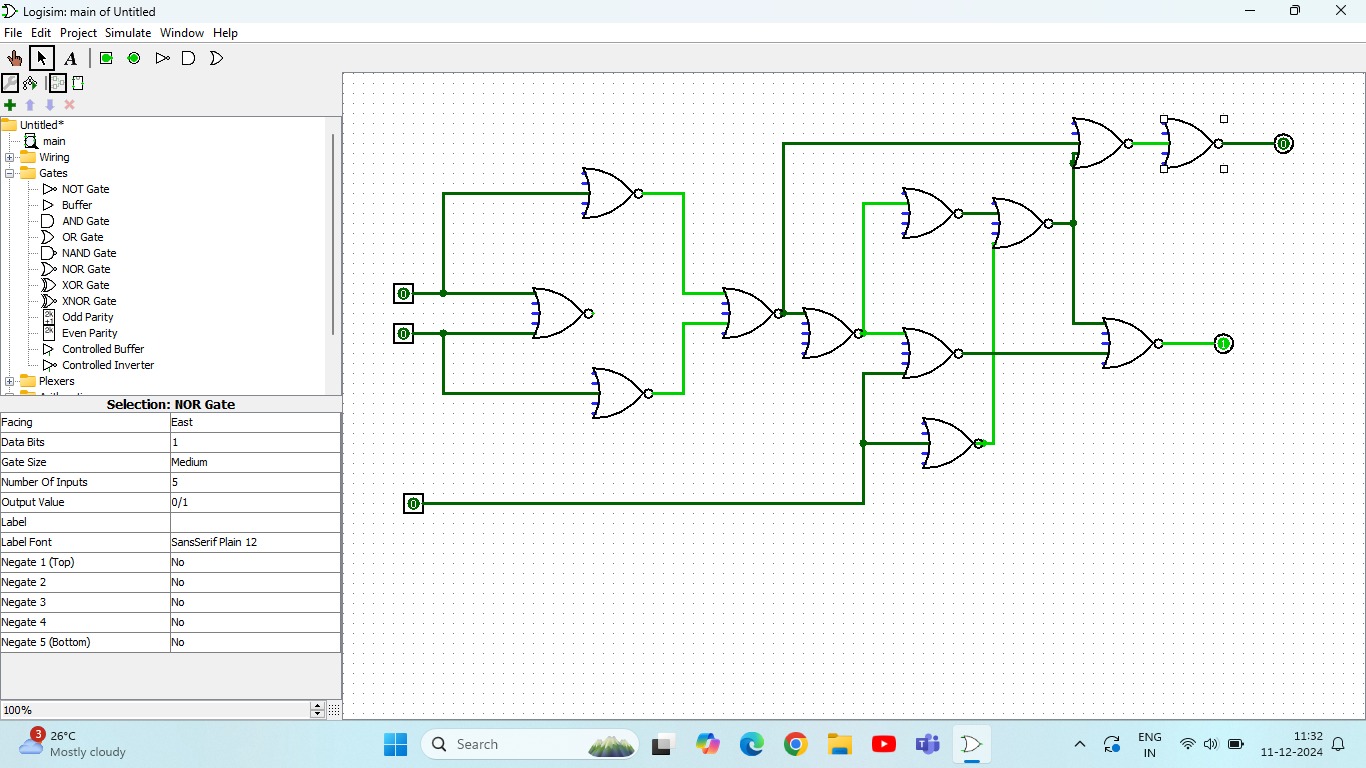 Logisim: main of Untitled
File Edit Project Simulate Window Help
A
Untitled*
main
Wiring
Gates
NOT Gate
Buffer
AND Gate
OR Gate
NAND Gate
NOR Gate
XOR Gate
XNOR Gate
Odd Parity
Even Parity
Controlled Buffer
Controlled Inverter
Plexers
Selection: NOR Gate
Facing East
Data Bits 1
Gate Size Medium
Number Of Inputs 5
Output Value 0/1
Label
Label Font SansSerif Plain 12
Negate 1 (Top) No
Negate 2 No
Negate 3 No
Negate 4 No
Negate 5 (Bottom) No
100%
0
0
0
0
1
3
26°C
Mostly cloudy
Search
ENG
IN
11:32
11-12-2024